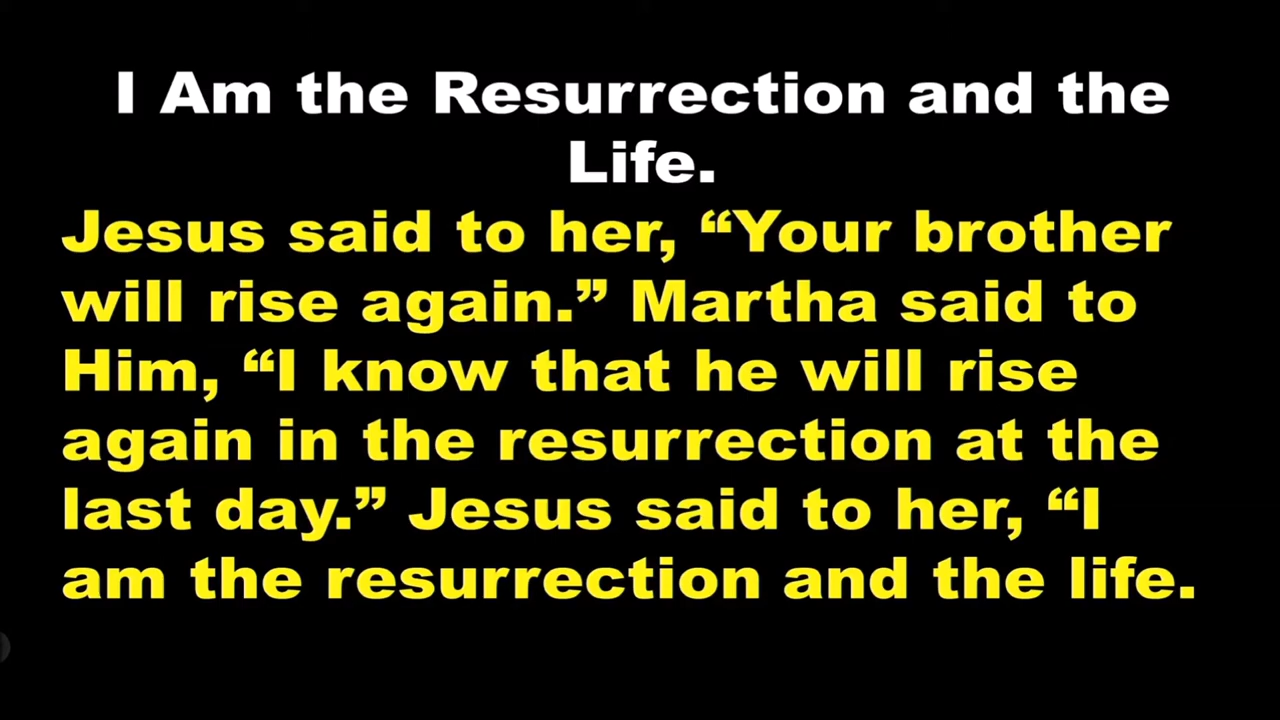 I Am the Resurrection and the
Life.
Jesus said to her, “Your brother
will rise again.” Martha said to
Him, “I know that he will rise
again in the resurrection at the
last day.” Jesus said to her, “I
am the resurrection and the life.